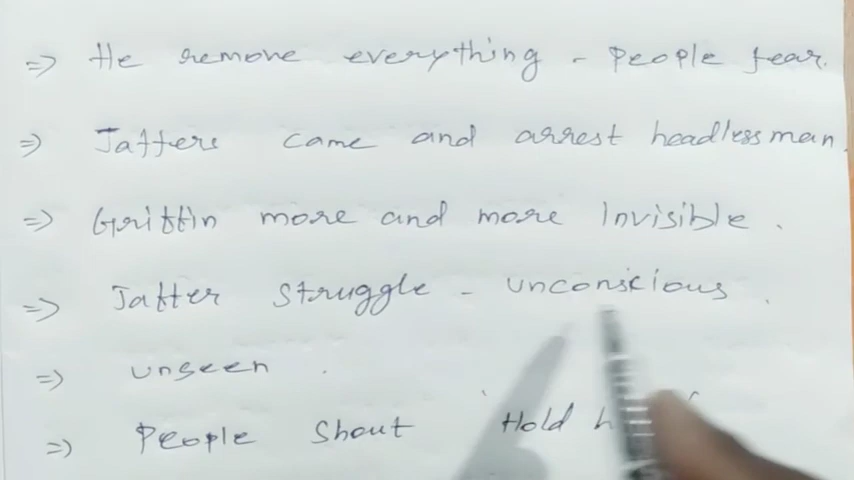 => He remove everything - People fear.
=> Jaffers came and arrest headless man.
=> Griffin more and more Invisible.
=> Jaffer struggle - unconscious.
=> unseen.
=> People shout 'Hold